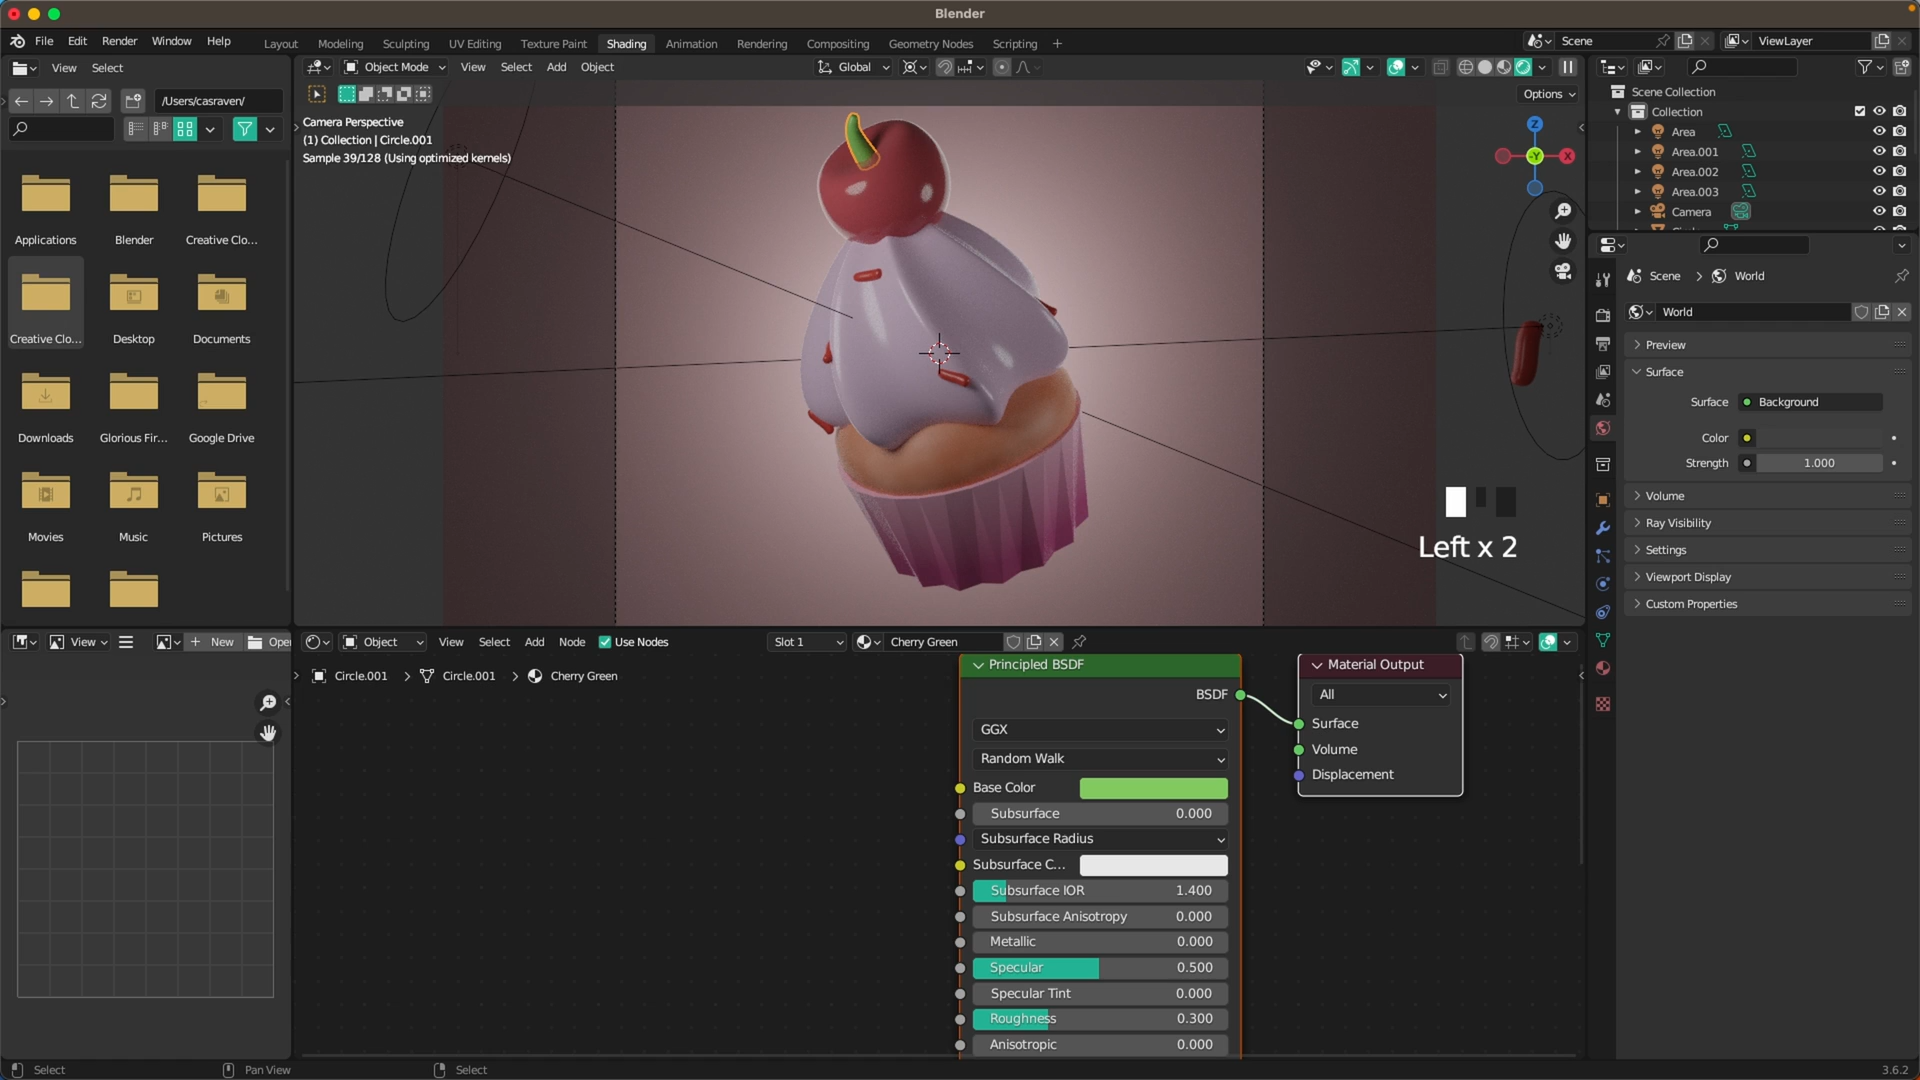 Blender
File Edit Render Window Help
Layout Modeling Sculpting UV Editing Texture Paint Shading Animation Rendering Compositing Geometry Nodes Scripting +
Scene
ViewLayer
View Select
Object Mode View Select Add Object
Global
/Users/casraven/
Options
Camera Perspective
(1) Collection | Circle.001
Sample 39/128 (Using optimized kernels)
Z
-Y
X
Scene Collection
Collection
Area
Area.001
Area.002
Area.003
Camera
Applications
Blender
Creative Clo...
Creative Clo...
Desktop
Documents
Downloads
Glorious Fir...
Google Drive
Movies
Music
Pictures
Scene > World
World
Preview
Surface
Surface Background
Color
Strength 1.000
Volume
Ray Visibility
Settings
Viewport Display
Custom Properties
Left x 2
View
+ New
Object View Select Add Node Use Nodes
Slot 1
Cherry Green
Circle.001 > Circle.001 > Cherry Green
Principled BSDF
BSDF
GGX
Random Walk
Base Color
Subsurface 0.000
Subsurface Radius
Subsurface C...
Subsurface IOR 1.400
Subsurface Anisotropy 0.000
Metallic 0.000
Specular 0.500
Specular Tint 0.000
Roughness 0.300
Anisotropic 0.000
Material Output
All
Surface
Volume
Displacement
Select
Pan View
Select
3.6.2